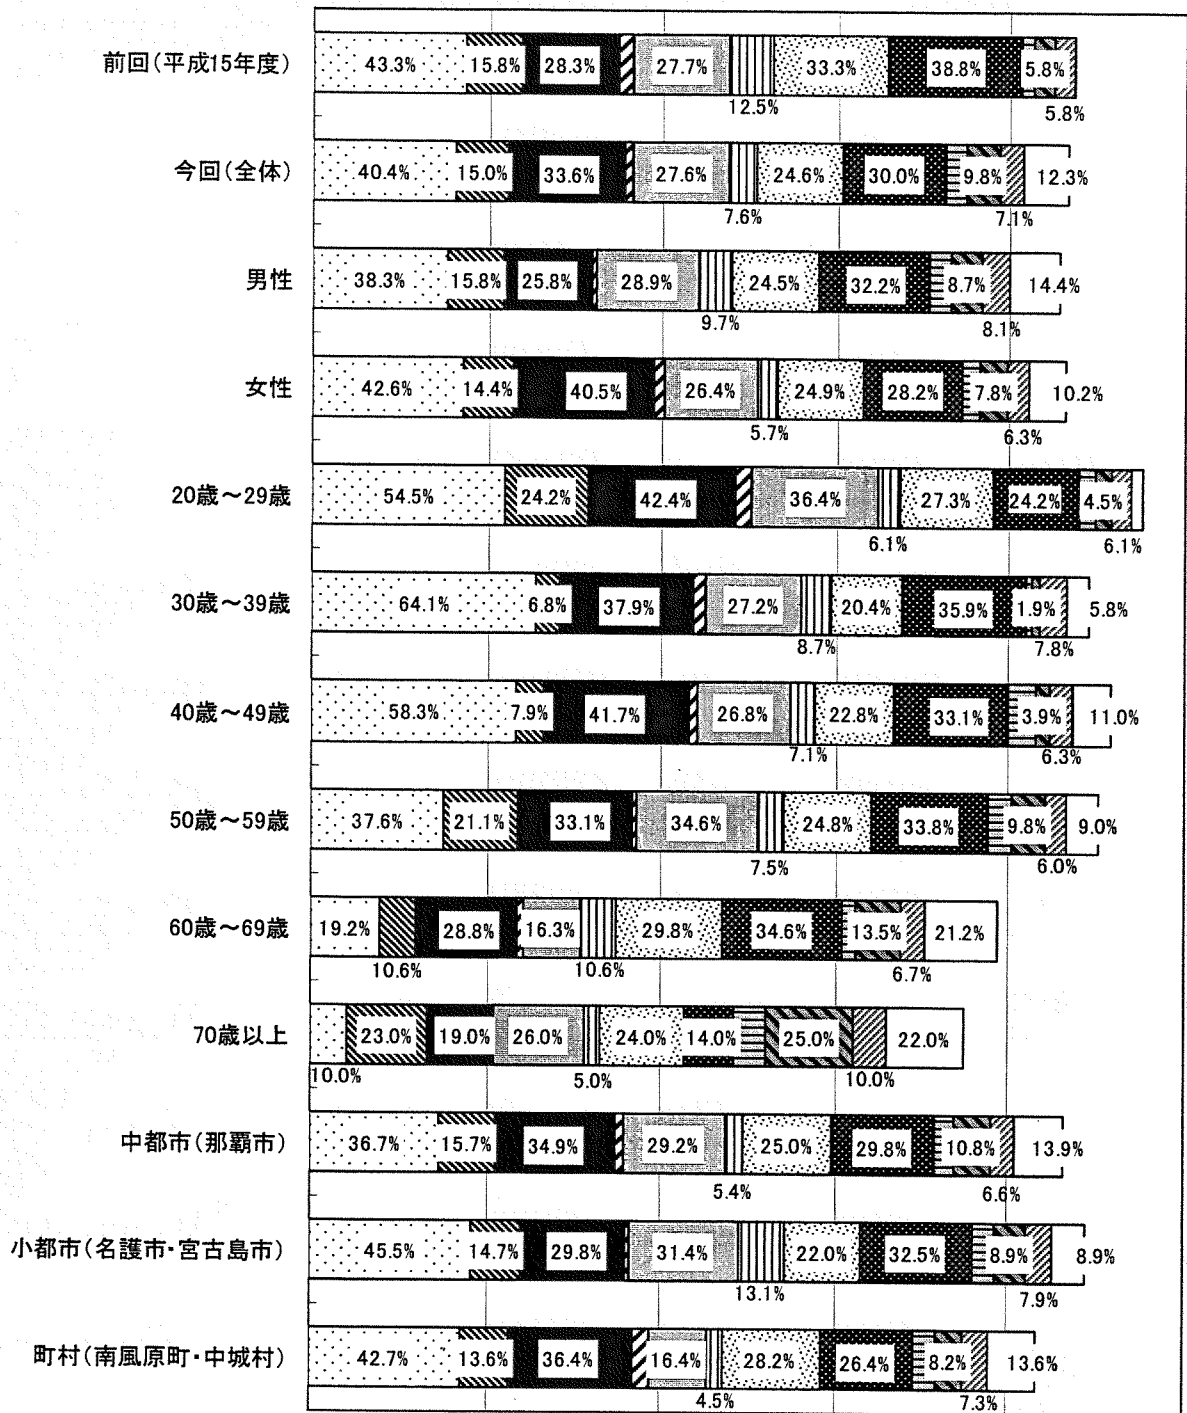 前回(平成15年度) 43.3% 15.8% 28.3% 27.7% 33.3% 38.8% 5.8%
12.5% 5.8%
今回(全体) 40.4% 15.0% 33.6% 27.6% 24.6% 30.0% 9.8% 12.3%
7.6% 7.1%
男性 38.3% 15.8% 25.8% 28.9% 24.5% 32.2% 8.7% 14.4%
9.7% 8.1%
女性 42.6% 14.4% 40.5% 26.4% 24.9% 28.2% 7.8% 10.2%
5.7% 6.3%
20歳～29歳 54.5% 24.2% 42.4% 36.4% 27.3% 24.2% 4.5%
6.1% 6.1%
30歳～39歳 64.1% 6.8% 37.9% 27.2% 20.4% 35.9% 1.9% 5.8%
8.7% 7.8%
40歳～49歳 58.3% 7.9% 41.7% 26.8% 22.8% 33.1% 3.9% 11.0%
7.1% 6.3%
50歳～59歳 37.6% 21.1% 33.1% 34.6% 24.8% 33.8% 9.8% 9.0%
7.5% 6.0%
60歳～69歳 19.2% 28.8% 16.3% 29.8% 34.6% 13.5% 21.2%
10.6% 10.6% 6.7%
70歳以上 23.0% 19.0% 26.0% 24.0% 14.0% 25.0% 22.0%
10.0% 5.0% 10.0%
中都市(那覇市) 36.7% 15.7% 34.9% 29.2% 25.0% 29.8% 10.8% 13.9%
5.4% 6.6%
小都市(名護市・宮古島市) 45.5% 14.7% 29.8% 31.4% 22.0% 32.5% 8.9% 8.9%
13.1% 7.9%
町村(南風原町・中城村) 42.7% 13.6% 36.4% 16.4% 28.2% 26.4% 8.2% 13.6%
4.5% 7.3%